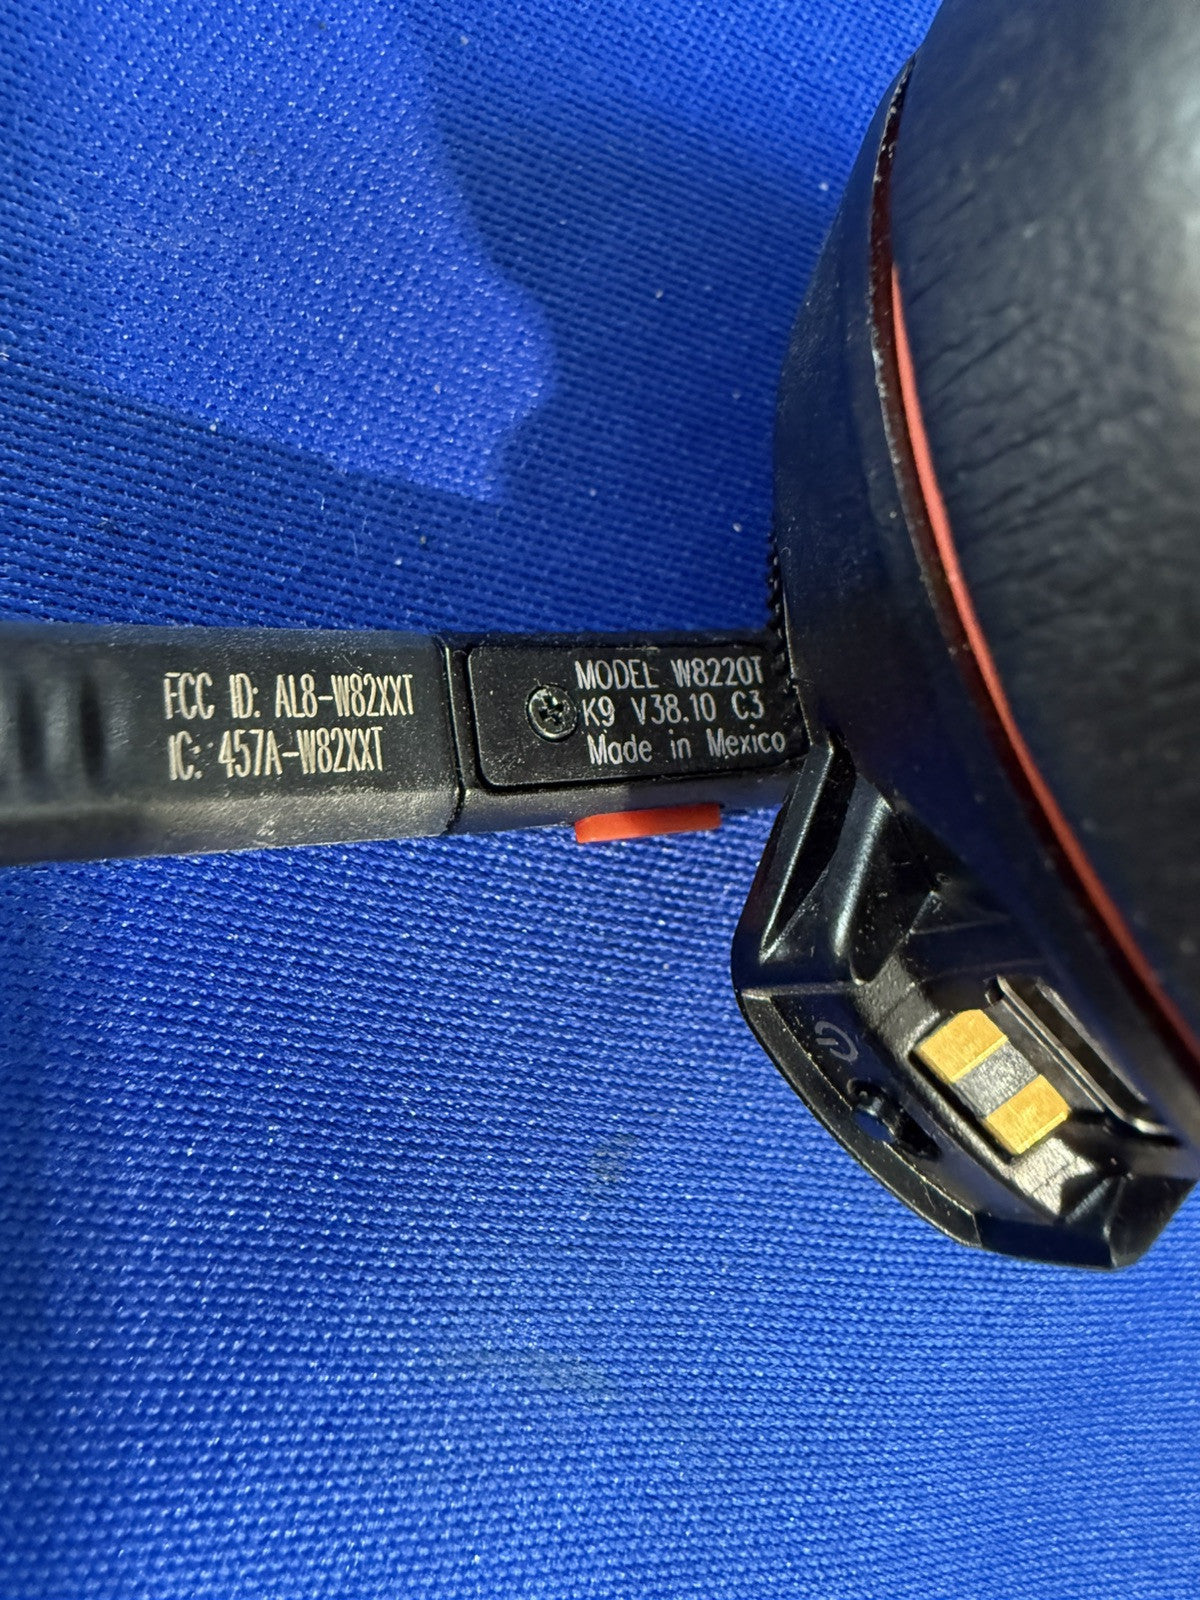 FCC ID: AL8-W82XXT
IC: 457A-W82XXT
MODEL W8220T
K9 V38.10 C3
Made in Mexico